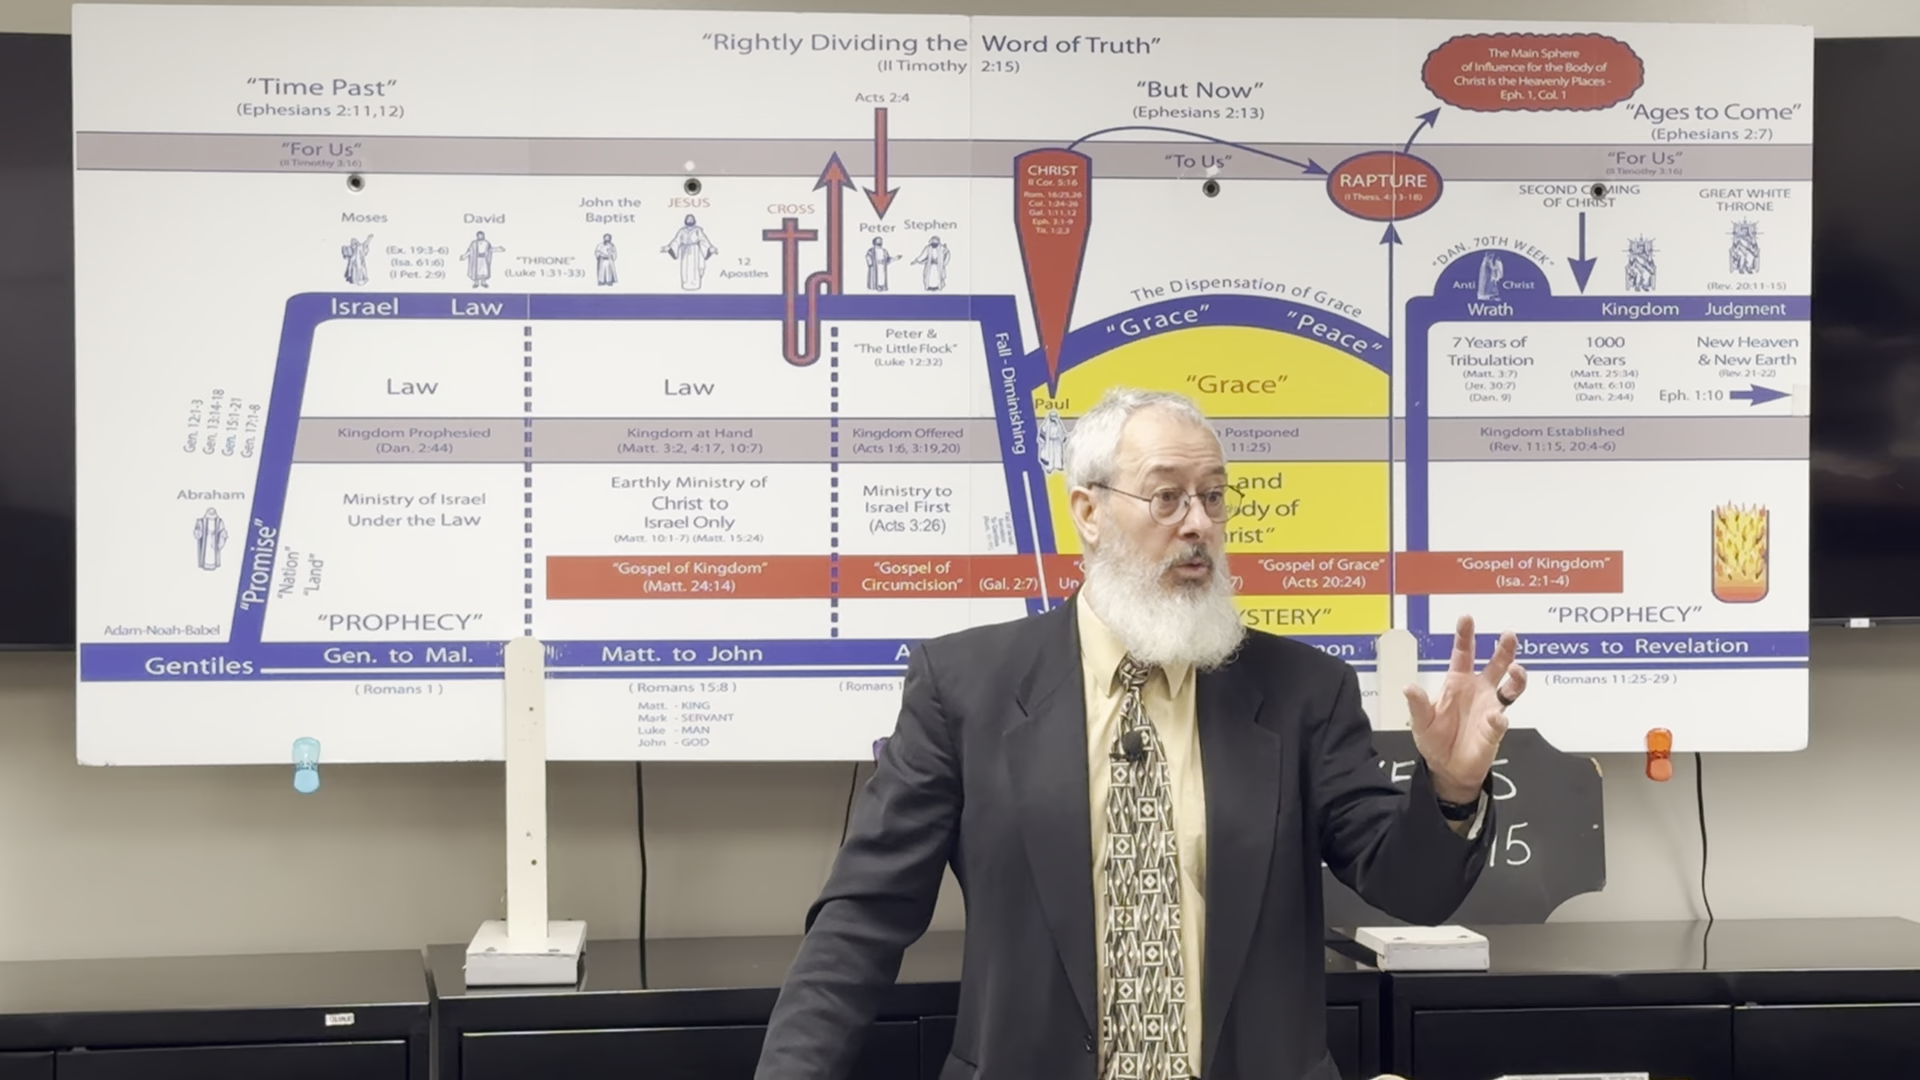 "Rightly Dividing the Word of Truth"
(II Timothy 2:15)
"Time Past"
(Ephesians 2:11,12)
Acts 2:4
"But Now"
(Ephesians 2:13)
The Main Sphere
of Influence for the Body of
Christ is the Heavenly Places -
Eph. 1, Col. 1
"Ages to Come"
(Ephesians 2:7)
"For Us"
(II Timothy 3:16)
"To Us"
"For Us"
(II Timothy 3:16)
CHRIST
II Cor. 5:16
Rom. 16:25,26
Col. 1:24-26
Gal. 1:11,12
Eph. 3:1-9
Tit. 1:2,3
RAPTURE
(I Thess. 4:13-18)
Moses
(Ex. 19:3-6)
(Isa. 61:6)
(I Pet. 2:9)
David
"THRONE"
(Luke 1:31-33)
John the
Baptist
JESUS
12
Apostles
CROSS
Peter
Stephen
SECOND COMING
OF CHRIST
GREAT WHITE
THRONE
(Rev. 20:11-15)
"DAN. 70TH WEEK"
Anti Christ
Israel Law
The Dispensation of Grace
"Grace" "Peace"
Wrath
Kingdom
Judgment
Law
Law
Peter &
"The Little Flock"
(Luke 12:32)
Fall - Diminishing
"Grace"
Paul
7 Years of
Tribulation
(Matt. 3:7)
(Jer. 30:7)
(Dan. 9)
1000
Years
(Matt. 25:34)
(Matt. 6:10)
(Dan. 2:44)
New Heaven
& New Earth
(Rev. 21-22)
Eph. 1:10
Gen. 12:1-3
Gen. 13:14-18
Gen. 15:1-21
Gen. 17:1-8
Kingdom Prophesied
(Dan. 2:44)
Kingdom at Hand
(Matt. 3:2, 4:17, 10:7)
Kingdom Offered
(Acts 1:6, 3:19,20)
Postponed
11:25)
Kingdom Established
(Rev. 11:15, 20:4-6)
Abraham
Ministry of Israel
Under the Law
Earthly Ministry of
Christ to
Israel Only
(Matt. 10:1-7) (Matt. 15:24)
Ministry to
Israel First
(Acts 3:26)
and
dy of
rist"
"Promise"
"Nation"
"Land"
"Gospel of Kingdom"
(Matt. 24:14)
"Gospel of
Circumcision"
(Gal. 2:7)
Un
7)
"Gospel of Grace"
(Acts 20:24)
"Gospel of Kingdom"
(Isa. 2:1-4)
Adam-Noah-Babel
"PROPHECY"
STERY"
"PROPHECY"
Gentiles
Gen. to Mal.
Matt. to John
A
mon
ebrews to Revelation
(Romans 1)
(Romans 15:8)
(Romans 1
(Romans 11:25-29)
Matt. - KING
Mark - SERVANT
Luke - MAN
John - GOD
5
15